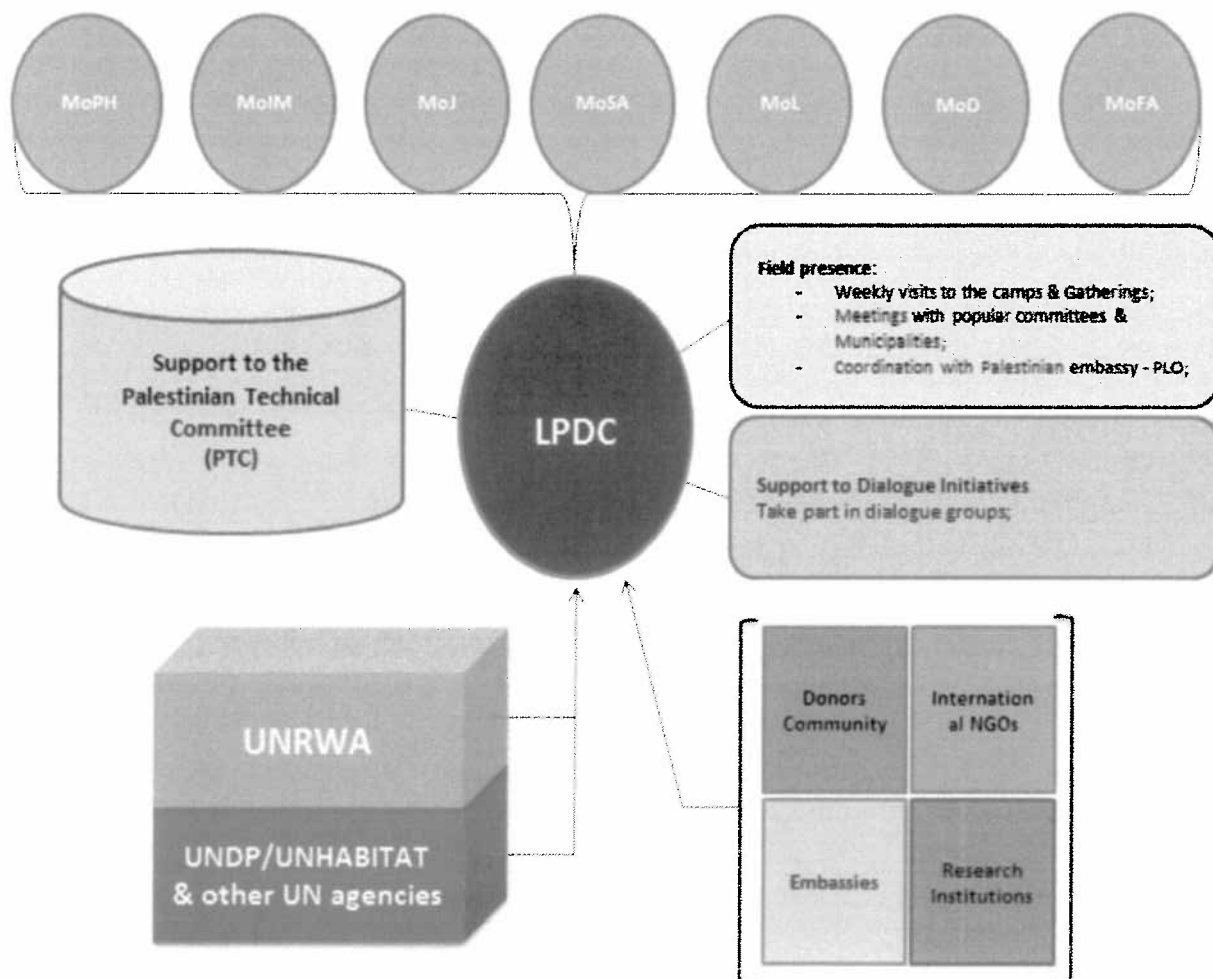 MoPH
MoIM
MoJ
MoSA
MoL
MoD
MoFA
Field presence:
- Weekly visits to the camps & Gatherings;
- Meetings with popular committees &
Municipalities;
- Coordination with Palestinian embassy - PLO;
Support to the
Palestinian Technical
Committee
(PTC)
LPDC
Support to Dialogue Initiatives
Take part in dialogue groups;
UNRWA
UNDP/UNHABITAT
& other UN agencies
Donors
Community
Internation
al NGOs
Embassies
Research
Institutions